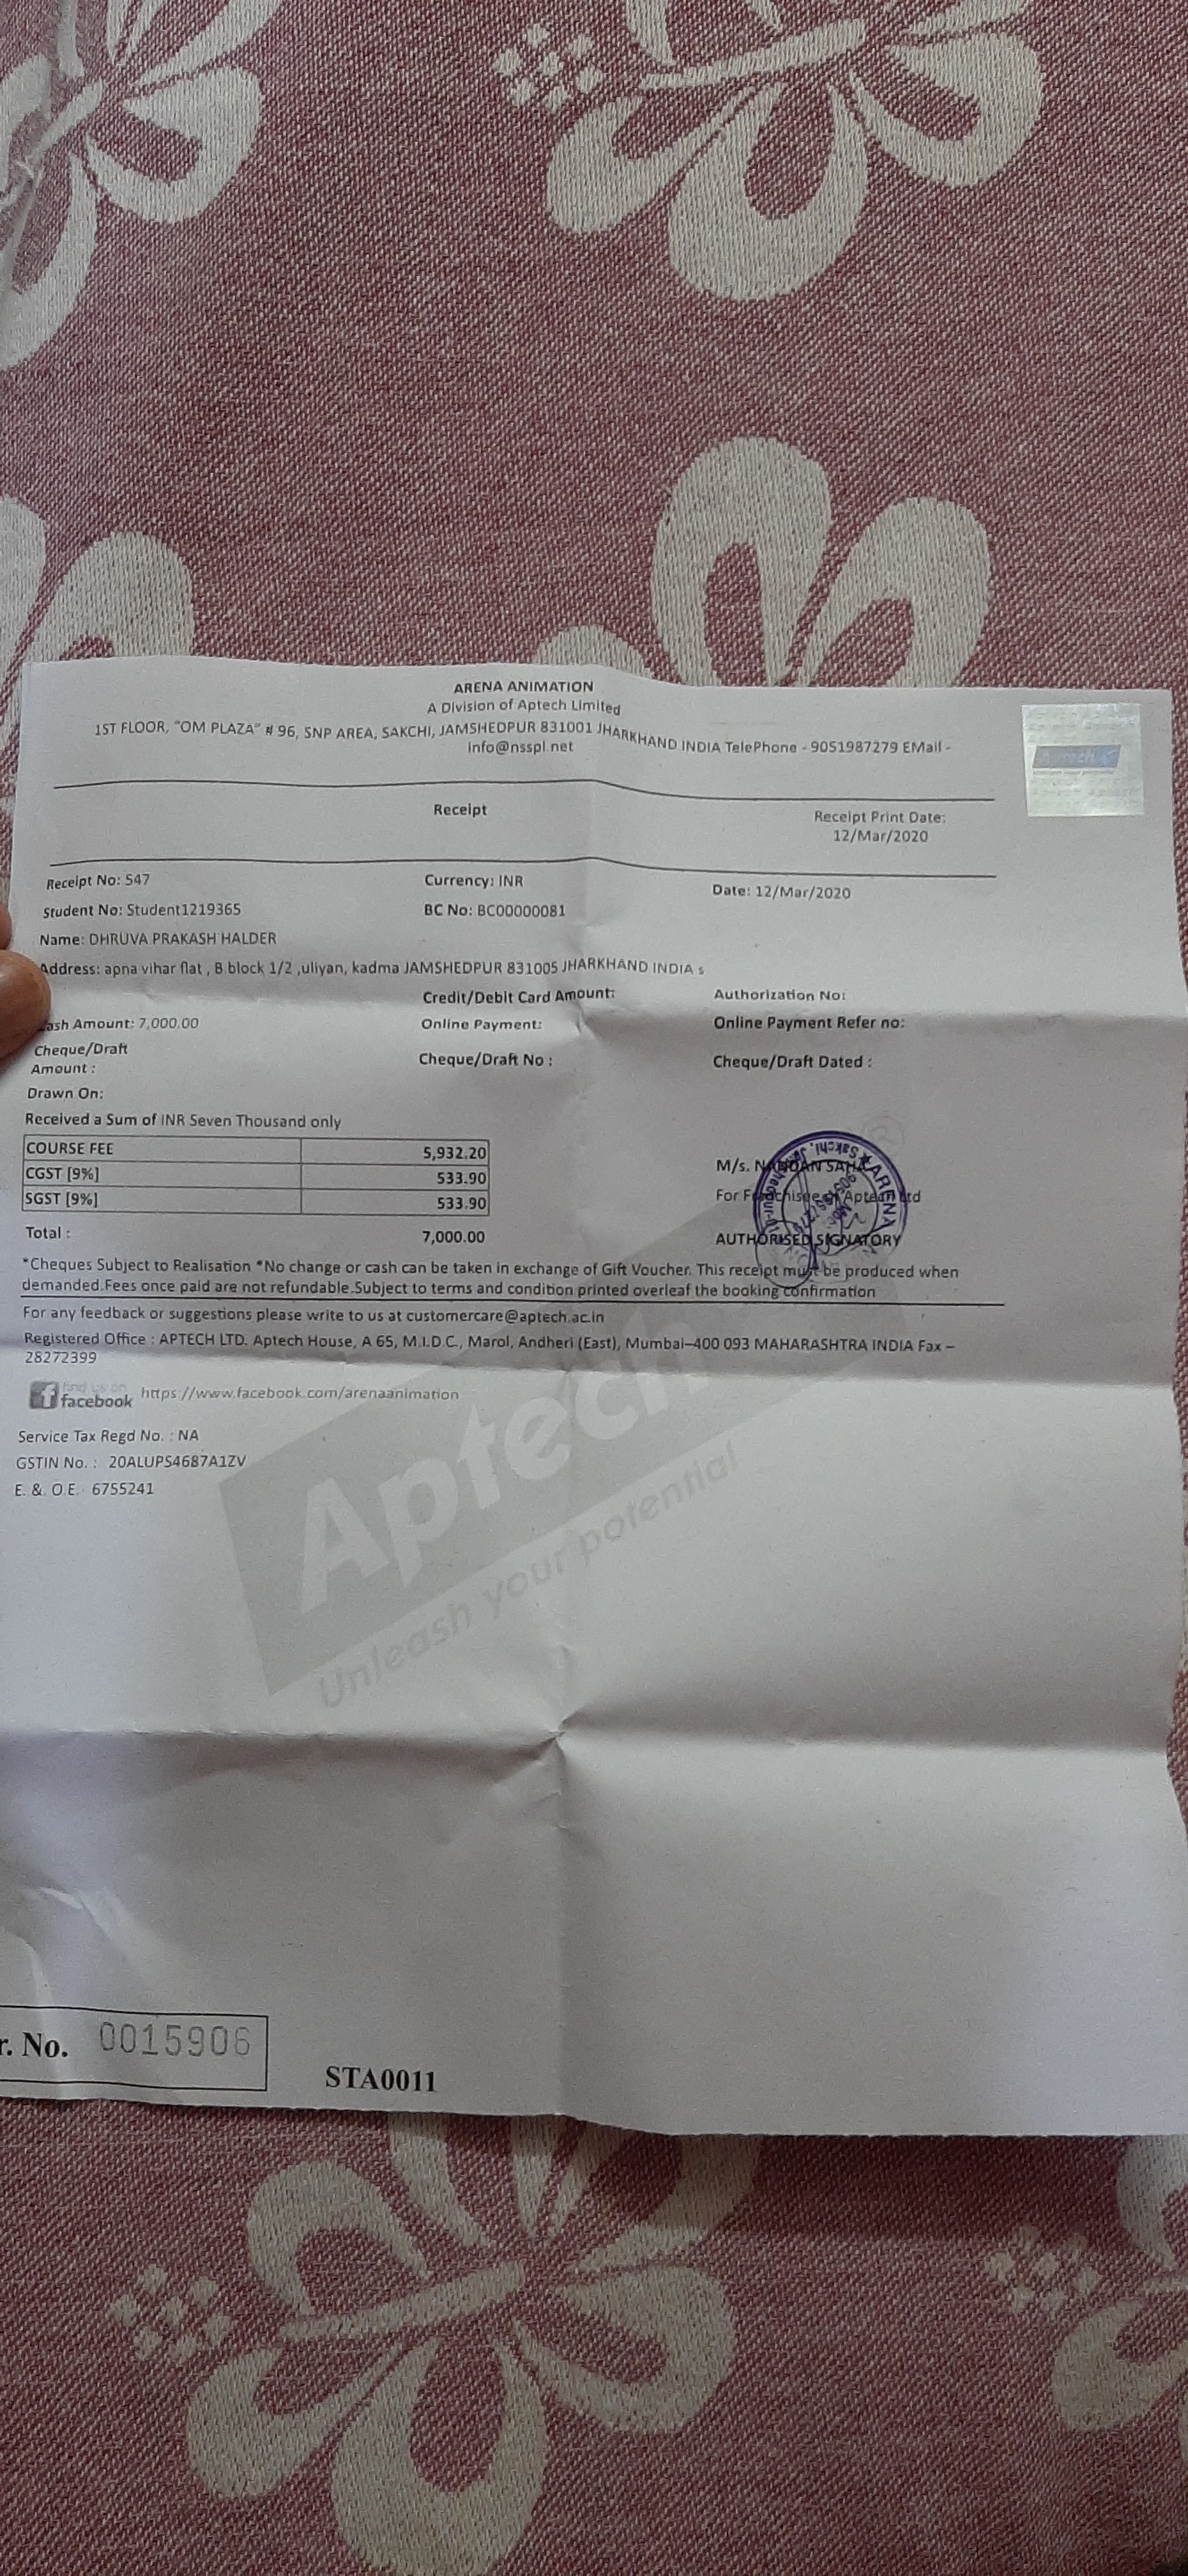 ARENA ANIMATION
A Division of Aptech Limited
1ST FLOOR, "OM PLAZA" # 96, SNP AREA, SAKCHI, JAMSHEDPUR 831001 JHARKHAND INDIA TelePhone - 9051987279 EMail -
info@nsspl.net
Aptech
Receipt
Receipt Print Date:
12/Mar/2020
Receipt No: 547 Currency: INR Date: 12/Mar/2020
Student No: Student1219365 BC No: BC00000081
Name: DHRUVA PRAKASH HALDER
Address: apna vihar flat , B.block 1/2 ,uliyan, kadma JAMSHEDPUR 831005 JHARKHAND INDIA s
Credit/Debit Card Amount: Authorization No:
ash Amount: 7,000.00 Online Payment: Online Payment Refer no:
Cheque/Draft
Amount : Cheque/Draft No : Cheque/Draft Dated :
Drawn On:
Received a Sum of INR Seven Thousand only
COURSE FEE 5,932.20
CGST [9%] 533.90
SGST [9%] 533.90
Total : 7,000.00
M/s. NANDAN SAHA
For Franchisee of Aptech Ltd
AUTHORISED SIGNATORY
ARENA
Sakchi,
*Cheques Subject to Realisation *No change or cash can be taken in exchange of Gift Voucher. This receipt must be produced when
demanded.Fees once paid are not refundable.Subject to terms and condition printed overleaf the booking confirmation
For any feedback or suggestions please write to us at customercare@aptech.ac.in
Registered Office : APTECH LTD. Aptech House, A 65, M.I.D.C., Marol, Andheri (East), Mumbai–400 093 MAHARASHTRA INDIA Fax –
28272399
find us on
facebook https://www.facebook.com/arenaanimation
Service Tax Regd No. : NA
GSTIN No. : 20ALUPS4687A1ZV
E. &. O.E. 6755241
Aptech
Unleash your potential
r. No. 0015906
STA0011